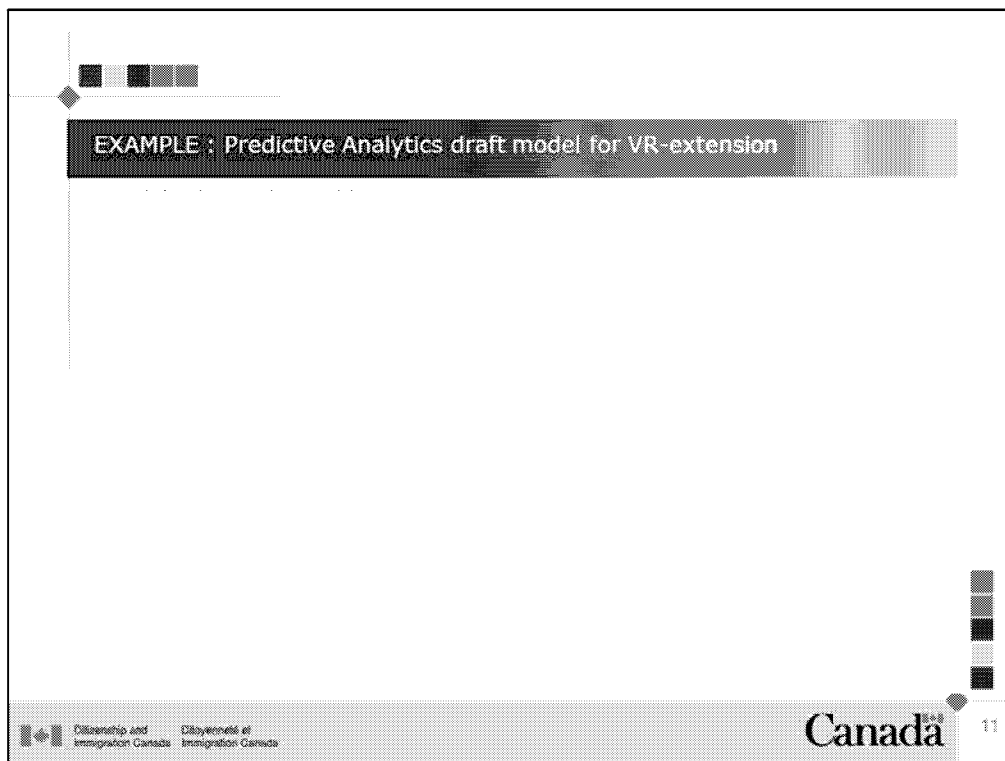 EXAMPLE : Predictive Analytics draft model for VR-extension
Citizenship and Citoyenneté et
Immigration Canada Immigration Canada
Canada
11